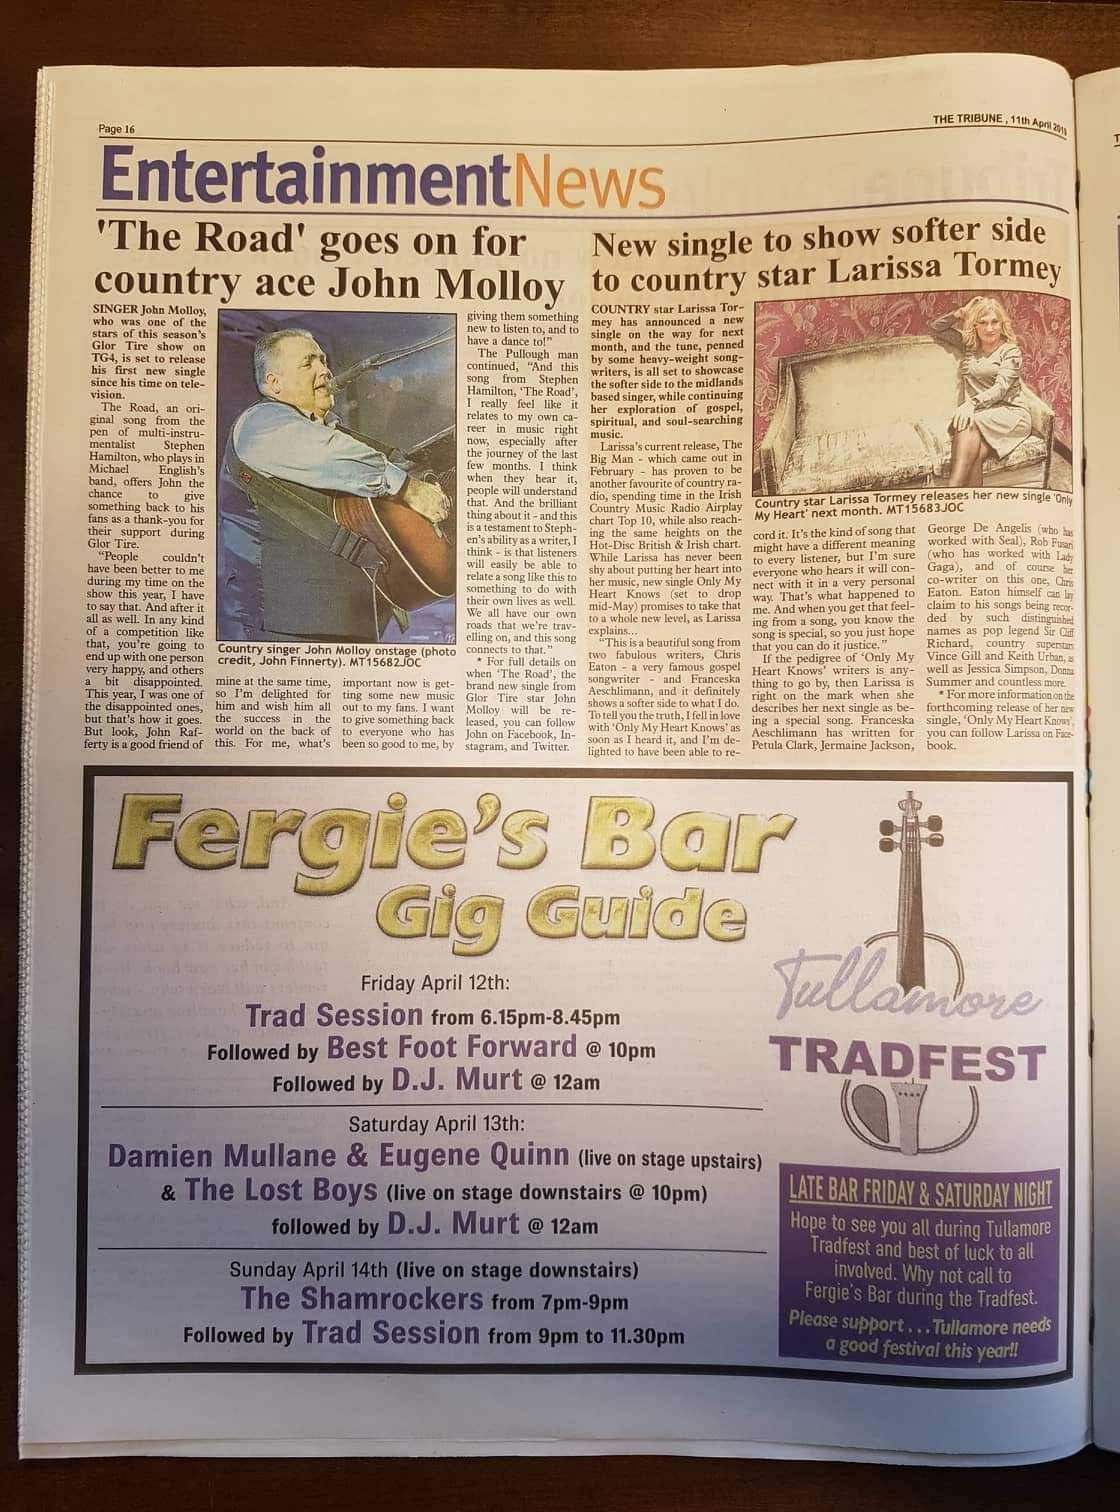 Page 16
THE TRIBUNE , 11th April 2019
EntertainmentNews
'The Road' goes on for
country ace John Molloy
SINGER John Molloy,
who was one of the
stars of this season's
Glor Tire show on
TG4, is set to release
his first new single
since his time on tele-
vision.
The Road, an ori-
ginal song from the
pen of multi-instru-
mentalist Stephen
Hamilton, who plays in
Michael English's
band, offers John the
chance to give
something back to his
fans as a thank-you for
their support during
Glor Tire.
"People couldn't
have been better to me
during my time on the
show this year, I have
to say that. And after it
all as well. In any kind
of a competition like
that, you're going to
end up with one person
very happy, and others
a bit disappointed.
This year, I was one of
the disappointed ones,
but that's how it goes.
But look, John Raf-
ferty is a good friend of
Country singer John Molloy onstage (photo
credit, John Finnerty). MT15682JOC
mine at the same time,
so I'm delighted for
him and wish him all
the success in the
world on the back of
this. For me, what's
important now is get-
ting some new music
out to my fans. I want
to give something back
to everyone who has
been so good to me, by
giving them something
new to listen to, and to
have a dance to!"
The Pullough man
continued, "And this
song from Stephen
Hamilton, 'The Road',
I really feel like it
relates to my own ca-
reer in music right
now, especially after
the journey of the last
few months. I think
when they hear it,
people will understand
that. And the brilliant
thing about it - and this
is a testament to Steph-
en's ability as a writer, I
think - is that listeners
will easily be able to
relate a song like this to
something to do with
their own lives as well.
We all have our own
roads that we're trav-
elling on, and this song
connects to that."
* For full details on
when 'The Road', the
brand new single from
Glor Tire star John
Molloy will be re-
leased, you can follow
John on Facebook, In-
stagram, and Twitter.
New single to show softer side
to country star Larissa Tormey
COUNTRY star Larissa Tor-
mey has announced a new
single on the way for next
month, and the tune, penned
by some heavy-weight song-
writers, is all set to showcase
the softer side to the midlands
based singer, while continuing
her exploration of gospel,
spiritual, and soul-searching
music.
Larissa's current release, The
Big Man - which came out in
February - has proven to be
another favourite of country ra-
dio, spending time in the Irish
Country Music Radio Airplay
chart Top 10, while also reach-
ing the same heights on the
Hot-Disc British & Irish chart.
While Larissa has never been
shy about putting her heart into
her music, new single Only My
Heart Knows (set to drop
mid-May) promises to take that
to a whole new level, as Larissa
explains...
"This is a beautiful song from
two fabulous writers, Chris
Eaton - a very famous gospel
songwriter - and Franceska
Aeschlimann, and it definitely
shows a softer side to what I do.
To tell you the truth, I fell in love
with 'Only My Heart Knows' as
soon as I heard it, and I'm de-
lighted to have been able to re-
Country star Larissa Tormey releases her new single 'Only
My Heart' next month. MT15683JOC
cord it. It's the kind of song that
might have a different meaning
to every listener, but I'm sure
everyone who hears it will con-
nect with it in a very personal
way. That's what happened to
me. And when you get that feel-
ing from a song, you know the
song is special, so you just hope
that you can do it justice."
If the pedigree of 'Only My
Heart Knows' writers is any-
thing to go by, then Larissa is
right on the mark when she
describes her next single as be-
ing a special song. Franceska
Aeschlimann has written for
Petula Clark, Jermaine Jackson,
George De Angelis (who has
worked with Seal), Rob Fusari
(who has worked with Lady
Gaga), and of course her
co-writer on this one, Chris
Eaton. Eaton himself can lay
claim to his songs being recor-
ded by such distinguished
names as pop legend Sir Cliff
Richard, country superstars
Vince Gill and Keith Urban, as
well as Jessica Simpson, Donna
Summer and countless more.
* For more information on the
forthcoming release of her new
single, 'Only My Heart Knows',
you can follow Larissa on Face-
book.
Fergie's Bar
Gig Guide
Friday April 12th:
Trad Session from 6.15pm-8.45pm
Followed by Best Foot Forward @ 10pm
Followed by D.J. Murt @ 12am
Saturday April 13th:
Damien Mullane & Eugene Quinn (live on stage upstairs)
& The Lost Boys (live on stage downstairs @ 10pm)
followed by D.J. Murt @ 12am
Sunday April 14th (live on stage downstairs)
The Shamrockers from 7pm-9pm
Followed by Trad Session from 9pm to 11.30pm
Tullamore
TRADFEST
LATE BAR FRIDAY & SATURDAY NIGHT
Hope to see you all during Tullamore
Tradfest and best of luck to all
involved. Why not call to
Fergie's Bar during the Tradfest.
Please support...Tullamore needs
a good festival this year!!